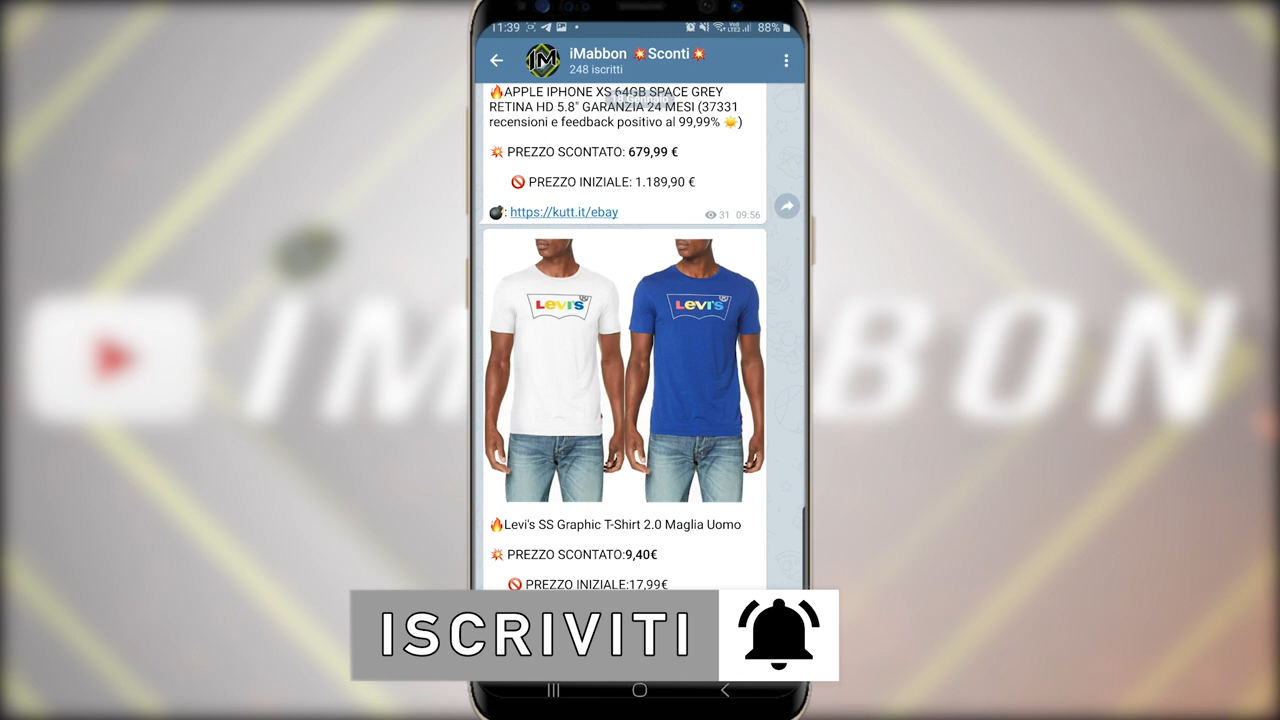 11:39
88%
iMabbon 💥Sconti💥
248 iscritti
🔥APPLE IPHONE XS 64GB SPACE GREY
RETINA HD 5.8" GARANZIA 24 MESI (37331
recensioni e feedback positivo al 99,99% ☀️)
💥 PREZZO SCONTATO: 679,99 €
🚫 PREZZO INIZIALE: 1.189,90 €
💣: https://kutt.it/ebay
31 09:56
Levi's
Levi's
🔥Levi's SS Graphic T-Shirt 2.0 Maglia Uomo
💥 PREZZO SCONTATO:9,40€
🚫 PREZZO INIZIALE:17,99€
ISCRIVITI